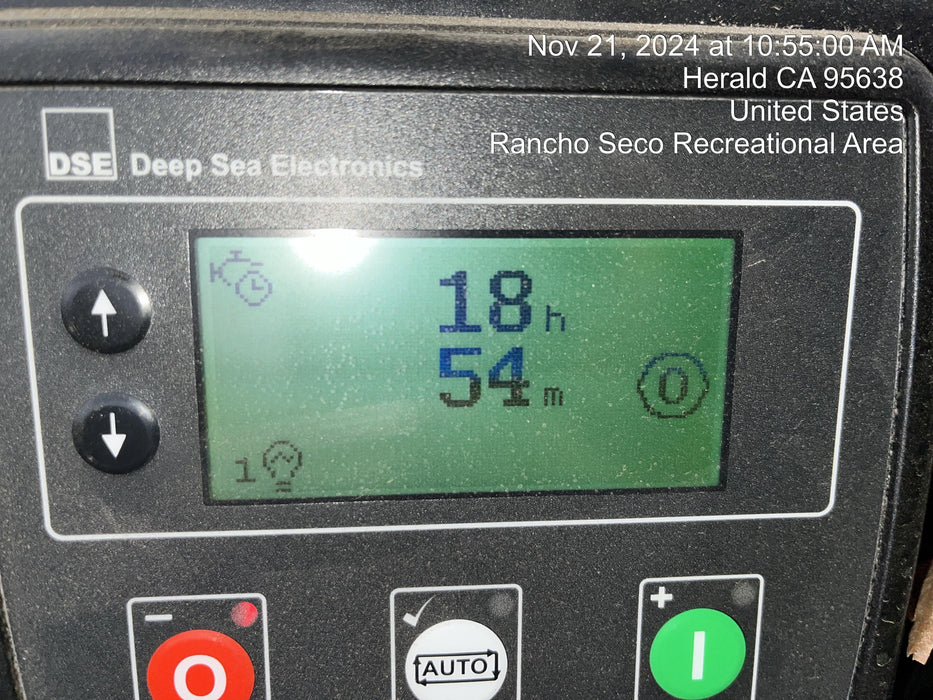 Nov 21, 2024 at 10:55:00 AM
Herald CA 95638
United States
Rancho Seco Recreational Area
DSE Deep Sea Electronics
18 h
54 m
0
1
−
O
AUTO
+
I